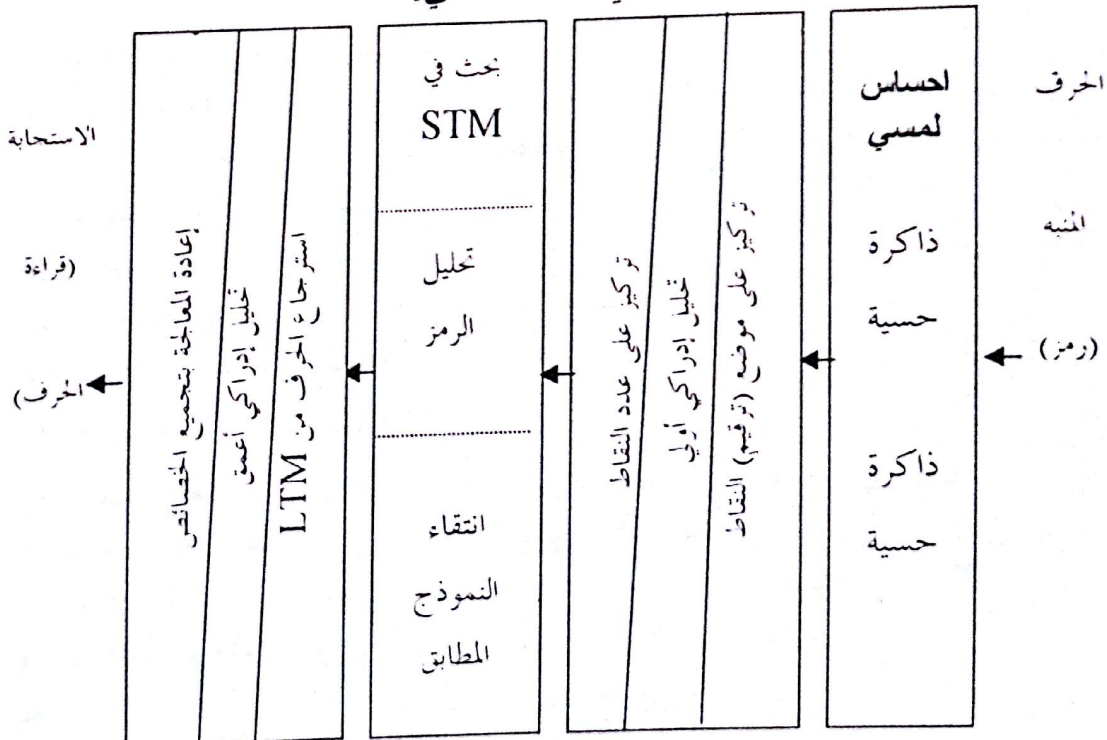 الحرف
المنبه
(رمز)
احساس
لمسي
ذاكرة
حسية
ذاكرة
حسية
تركيز على موضع (ترقيم) النقاط
تحليل إدراكي أولي
تركيز على عدد النقاط
بحث في
STM
تحليل
الرمز
انتقاء
النموذج
المطابق
استرجاع الحرف من LTM
تحليل إدراكي أعمق
إعادة المعالجة بتجميع الخصائص
الاستجابة
(قراءة
الحرف)